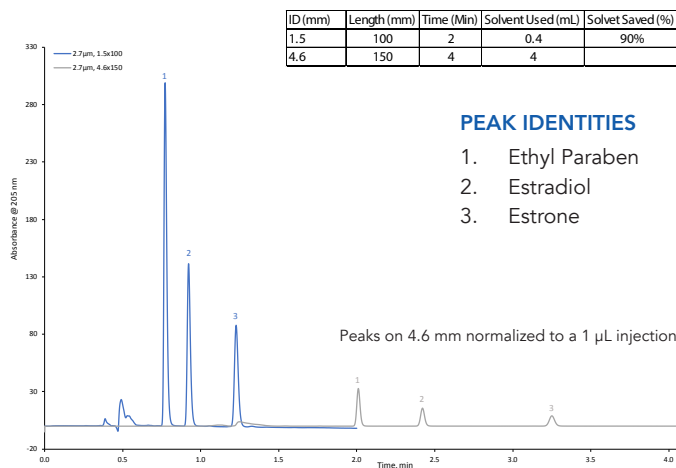 ID (mm) Length (mm) Time (Min) Solvent Used (mL) Solvet Saved (%)
1.5 100 2 0.4 90%
4.6 150 4 4
330
280
230
180
130
80
30
-20
Absorbance @ 205 nm
2.7µm, 1.5x100
2.7µm, 4.6x150
1
2
3
PEAK IDENTITIES
1. Ethyl Paraben
2. Estradiol
3. Estrone
Peaks on 4.6 mm normalized to a 1 µL injection
1
2
3
0.0 0.5 1.0 1.5 2.0 2.5 3.0 3.5 4.0
Time, min